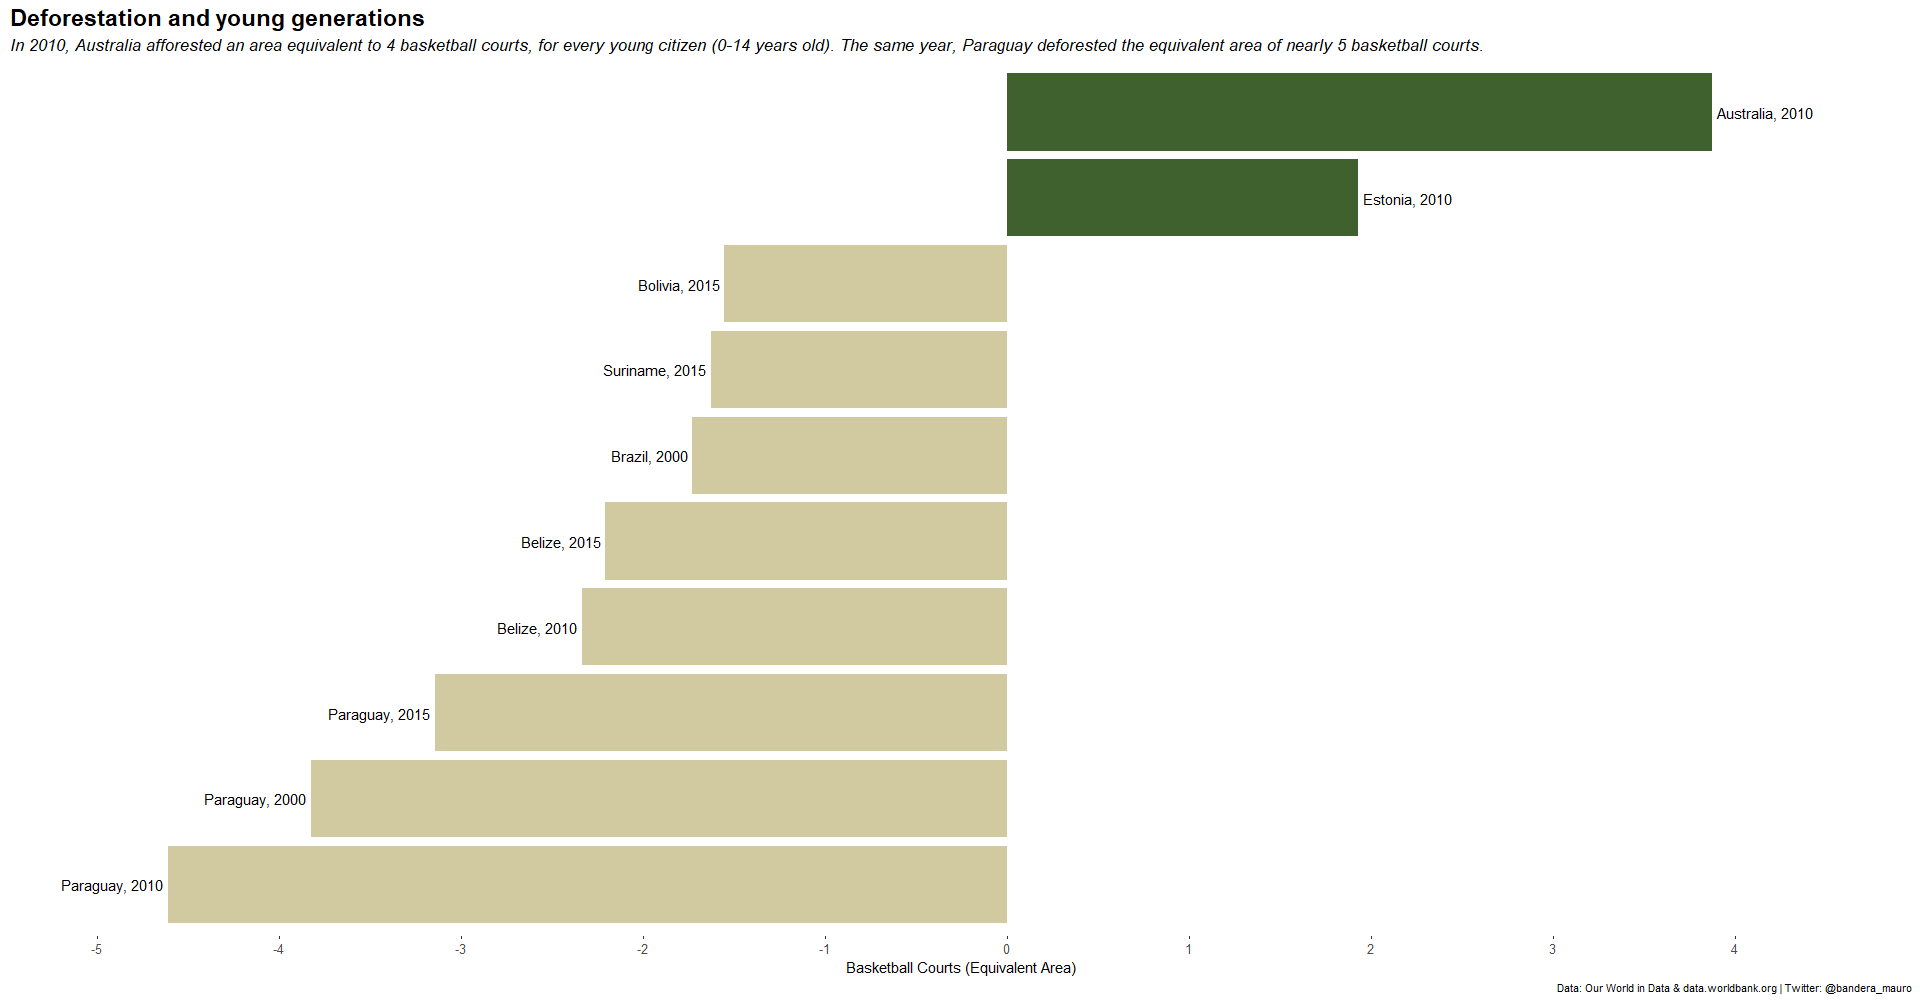 Deforestation and young generations
In 2010, Australia afforested an area equivalent to 4 basketball courts, for every young citizen (0-14 years old). The same year, Paraguay deforested the equivalent area of nearly 5 basketball courts.
Australia, 2010
Estonia, 2010
Bolivia, 2015
Suriname, 2015
Brazil, 2000
Belize, 2015
Belize, 2010
Paraguay, 2015
Paraguay, 2000
Paraguay, 2010
-5 -4 -3 -2 -1 0 1 2 3 4
Basketball Courts (Equivalent Area)
Data: Our World in Data & data.worldbank.org | Twitter: @bandera_mauro